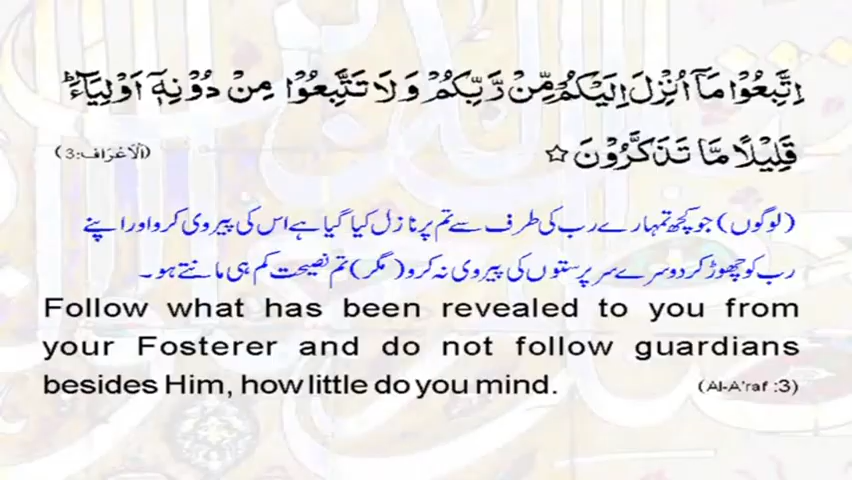 اِتَّبِعُوْا مَاۤ اُنْزِلَ اِلَيْكُمْ مِّنْ رَّبِّكُمْ وَلَا تَتَّبِعُوْا مِنْ دُوْنِهٖۤ اَوْلِيَآءَ ؕ
قَلِيْلًا مَّا تَذَكَّرُوْنَ ☆ (اَلْاَعْرَاف:3)
(لوگوں) جو کچھ تمہارے رب کی طرف سے تم پر نازل کیا گیا ہے اس کی پیروی کرو اور اپنے
رب کو چھوڑ کر دوسرے سرپرستوں کی پیروی نہ کرو (مگر) تم نصیحت کم ہی مانتے ہو۔
Follow what has been revealed to you from
your Fosterer and do not follow guardians
besides Him, how little do you mind. (Al-A'raf :3)